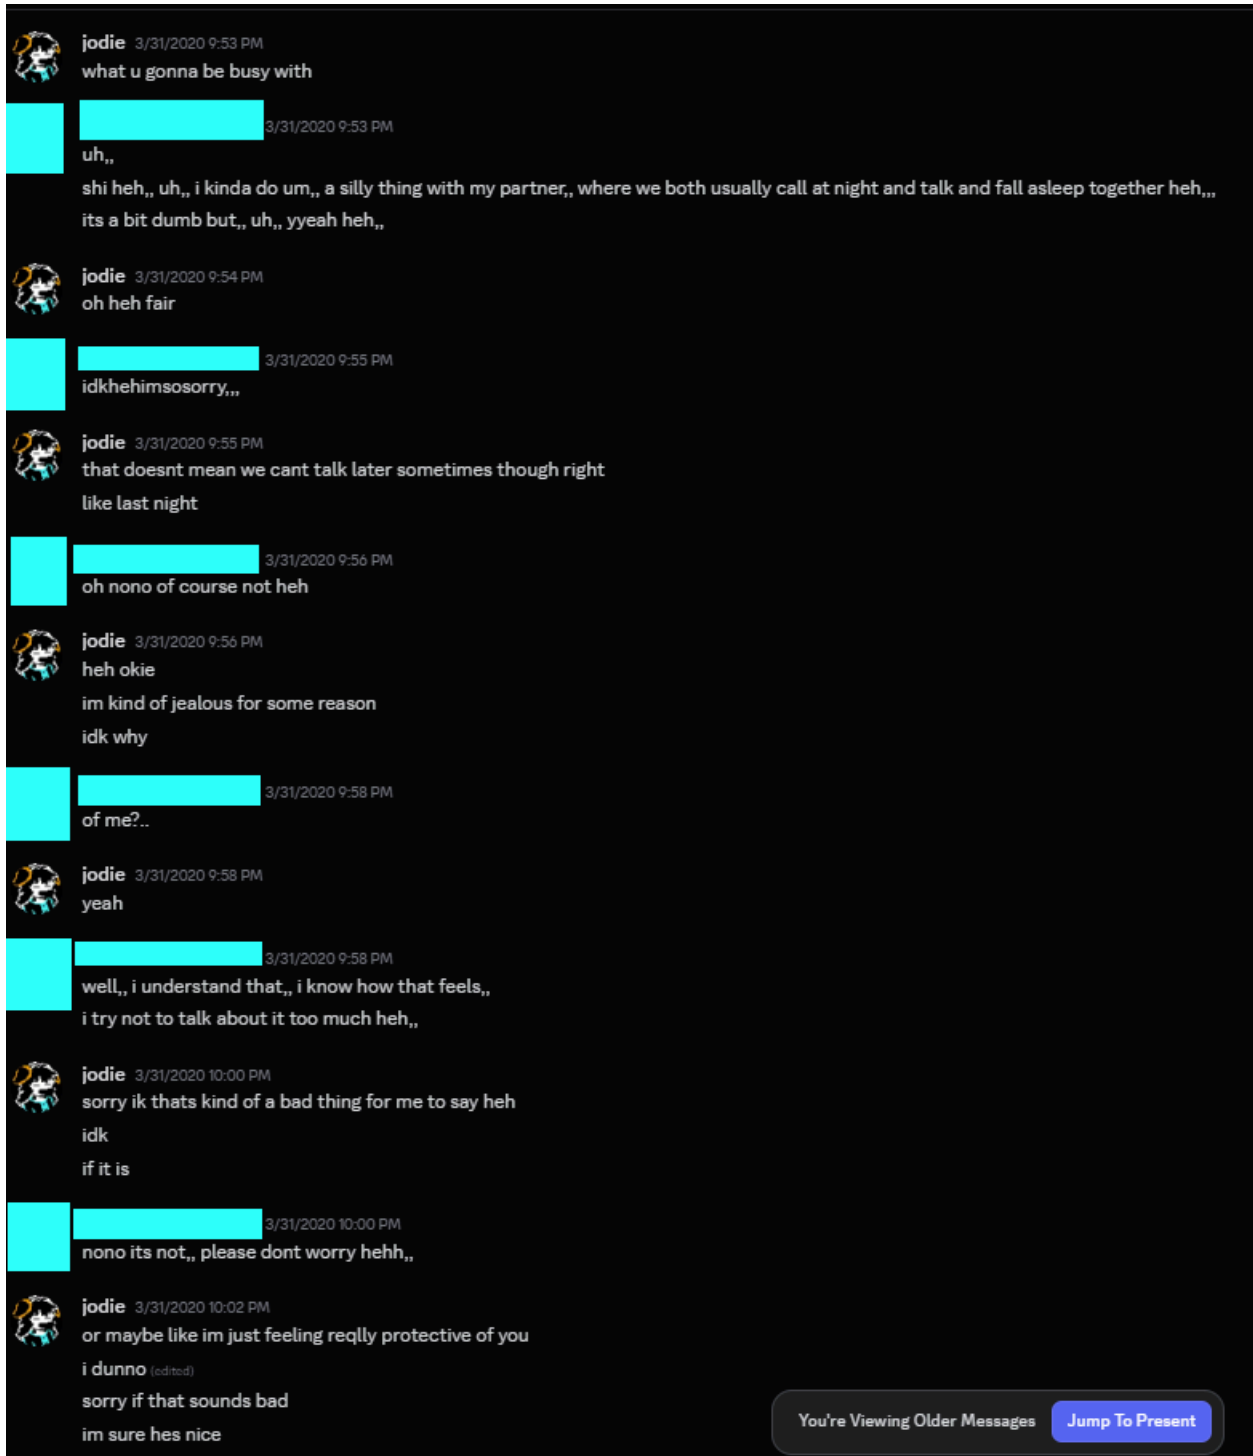 jodie 3/31/2020 9:53 PM
what u gonna be busy with
3/31/2020 9:53 PM
uh,,
shi heh,, uh,, i kinda do um,, a silly thing with my partner,, where we both usually call at night and talk and fall asleep together heh,,,
its a bit dumb but,, uh,, yyeah heh,,
jodie 3/31/2020 9:54 PM
oh heh fair
3/31/2020 9:55 PM
idkhehimsosorry,,,
jodie 3/31/2020 9:55 PM
that doesnt mean we cant talk later sometimes though right
like last night
3/31/2020 9:56 PM
oh nono of course not heh
jodie 3/31/2020 9:56 PM
heh okie
im kind of jealous for some reason
idk why
3/31/2020 9:58 PM
of me?..
jodie 3/31/2020 9:58 PM
yeah
3/31/2020 9:58 PM
well,, i understand that,, i know how that feels,,
i try not to talk about it too much heh,,
jodie 3/31/2020 10:00 PM
sorry ik thats kind of a bad thing for me to say heh
idk
if it is
3/31/2020 10:00 PM
nono its not,, please dont worry hehh,,
jodie 3/31/2020 10:02 PM
or maybe like im just feeling reqlly protective of you
i dunno (edited)
sorry if that sounds bad
im sure hes nice
You're Viewing Older Messages Jump To Present